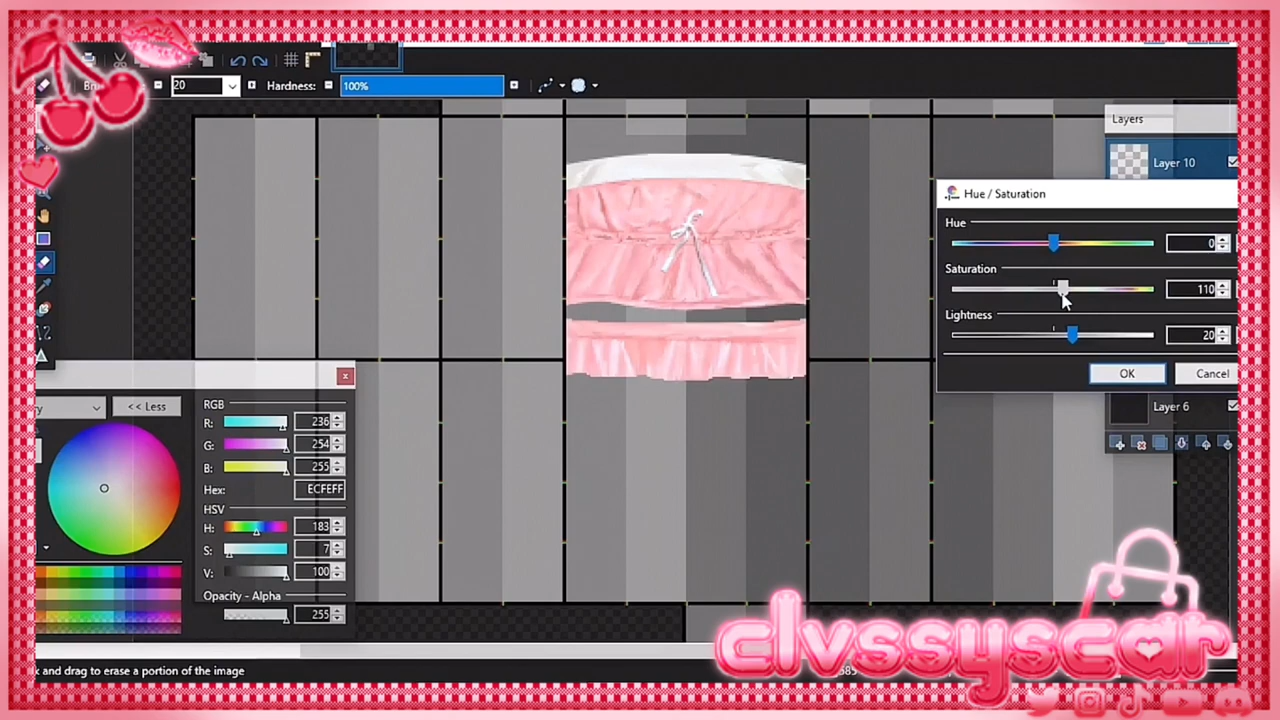 20
Hardness:
100%
Layers
Layer 10
Hue / Saturation
Hue
0
Saturation
110
Lightness
20
OK
Cancel
Layer 6
<< Less
RGB
R:
236
G:
254
B:
255
Hex:
ECFEFF
HSV
H:
183
S:
7
V:
100
Opacity - Alpha
255
clvssyscar
and drag to erase a portion of the image